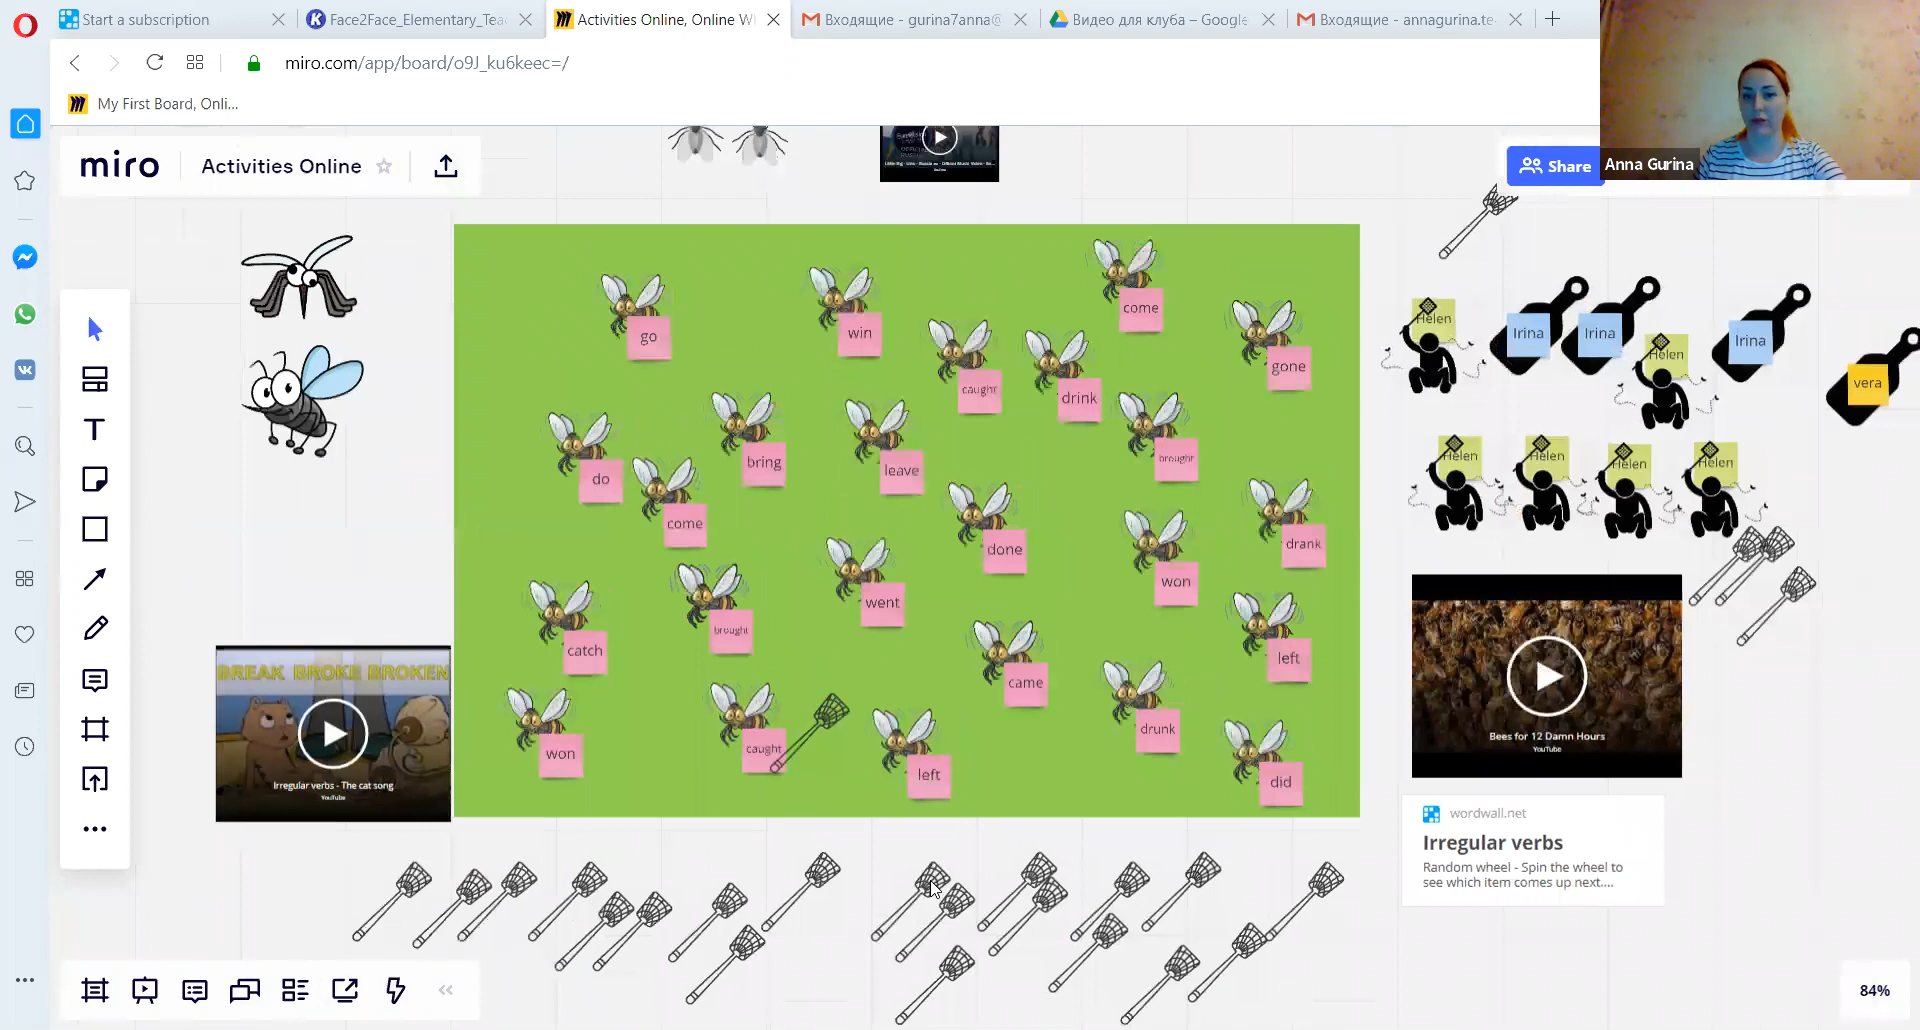 Start a subscription
Face2Face_Elementary_Tea
Activities Online, Online W
Входящие - gurina7anna@
Видео для клуба – Google
Входящие - annagurina.te
miro.com/app/board/o9J_ku6keec=/
My First Board, Onli...
miro
Activities Online
Share
Anna Gurina
go
win
come
caught
drink
gone
do
bring
leave
brought
come
done
drank
won
catch
brought
went
left
came
won
caught
left
drunk
did
Helen
Irina
Irina
Helen
Irina
vera
Helen
Helen
Helen
Helen
BREAK BROKE BROKEN
Irregular verbs - The cat song
YouTube
Bees for 12 Damn Hours
YouTube
wordwall.net
Irregular verbs
Random wheel - Spin the wheel to
see which item comes up next....
84%